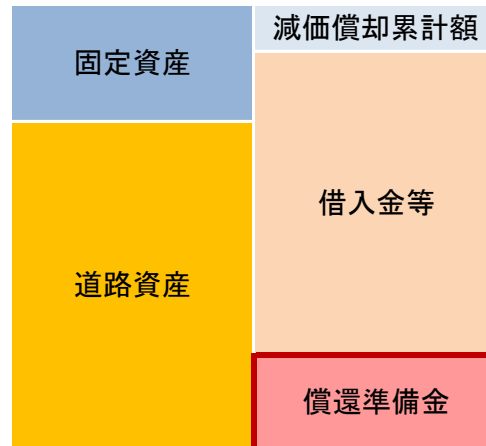 固定資産
減価償却累計額
道路資産
借入金等
償還準備金